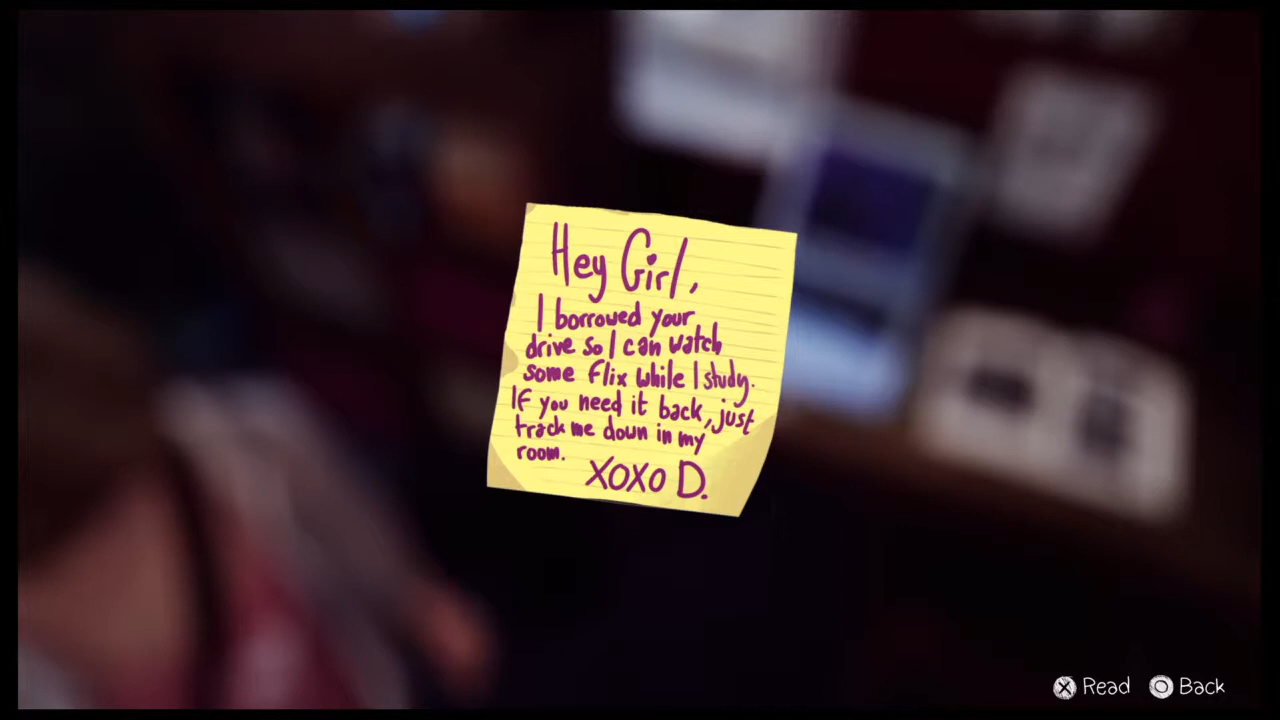 Hey Girl,
I borrowed your
drive so I can watch
some flix while I study.
If you need it back, just
track me down in my
room.
XOXO D.
Read Back